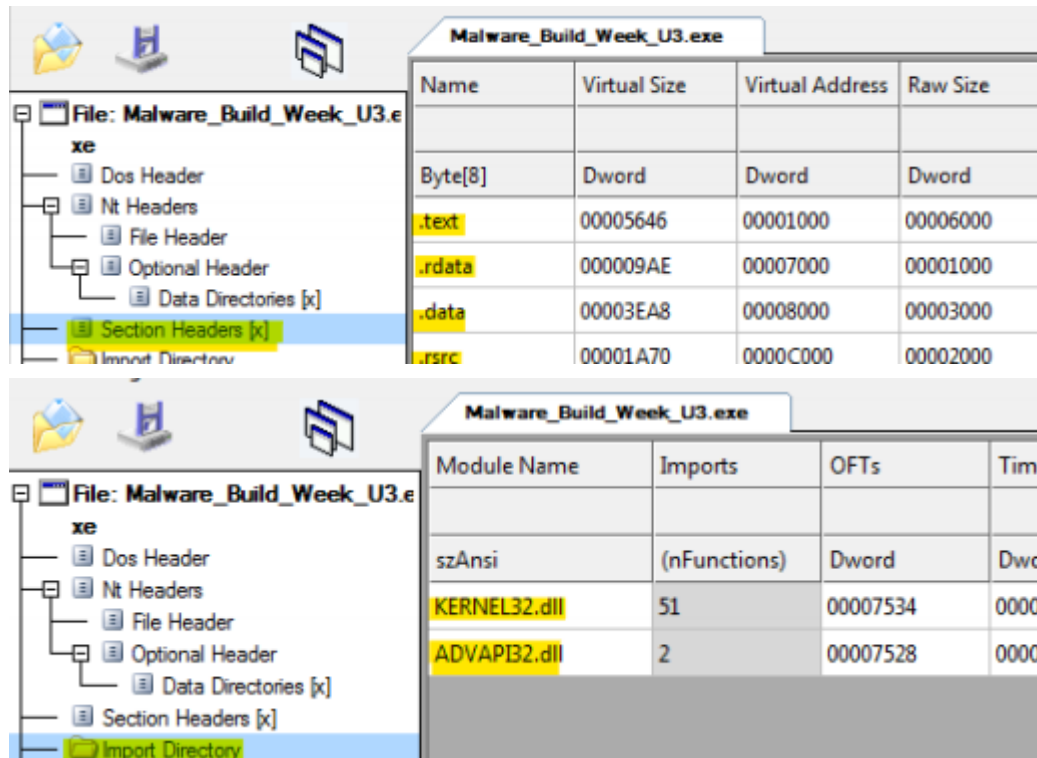 Malware_Build_Week_U3.exe
Name Virtual Size Virtual Address Raw Size
File: Malware_Build_Week_U3.e
xe
Dos Header
Nt Headers
File Header
Optional Header
Data Directories [x]
Section Headers [x]
Import Directory
Byte[8] Dword Dword Dword
.text 00005646 00001000 00006000
.rdata 000009AE 00007000 00001000
.data 00003EA8 00008000 00003000
.rsrc 00001A70 0000C000 00002000
Malware_Build_Week_U3.exe
Module Name Imports OFTs Tim
File: Malware_Build_Week_U3.e
xe
Dos Header
Nt Headers
File Header
Optional Header
Data Directories [x]
Section Headers [x]
Import Directory
szAnsi (nFunctions) Dword Dwo
KERNEL32.dll 51 00007534 0000
ADVAPI32.dll 2 00007528 0000